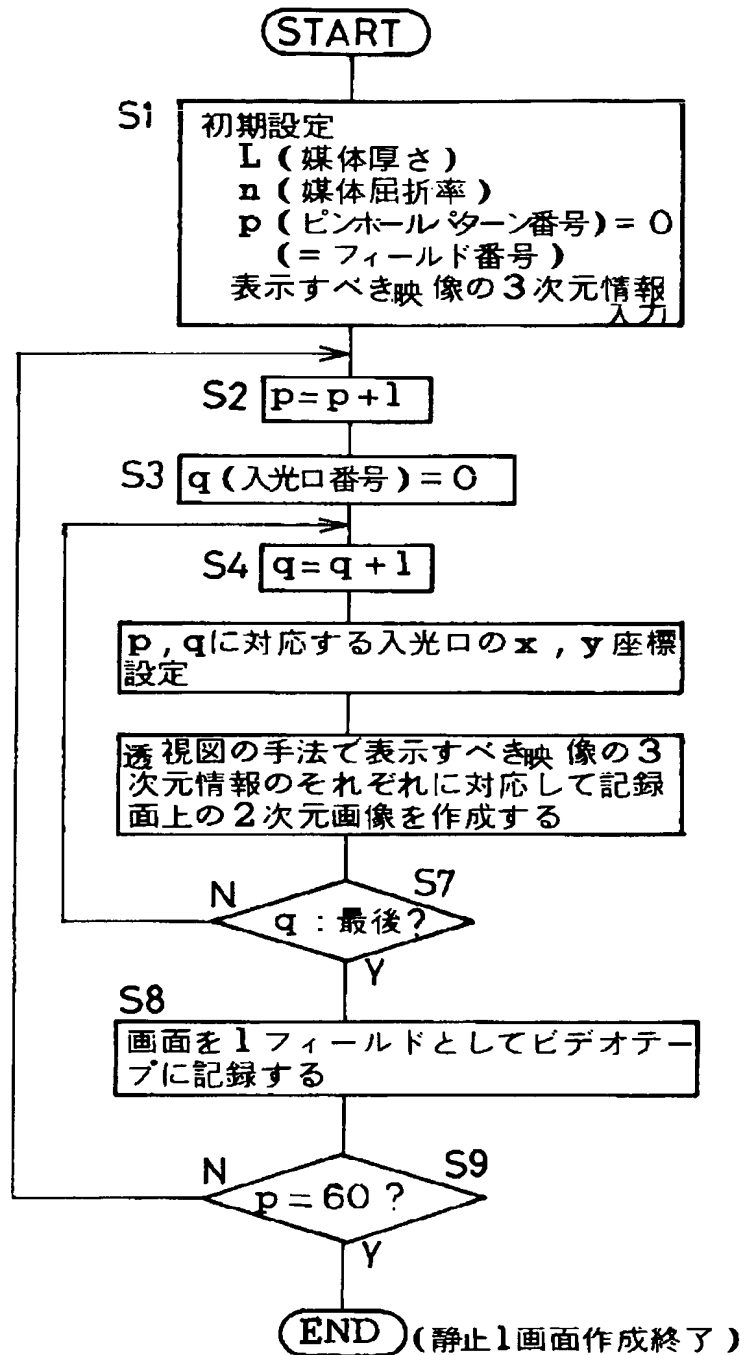 START
S1
初期設定
L(媒体厚さ)
n(媒体屈折率)
p(ピンホールパターン番号)=0
(=フィールド番号)
表示すべき映像の3次元情報
入力
S2 p=p+1
S3 q(入光口番号)=0
S4 q=q+1
p,qに対応する入光口のx,y座標
設定
透視図の手法で表示すべき映像の3
次元情報のそれぞれに対応して記録
面上の2次元画像を作成する
N S7
q:最後?
Y
S8
画面を1フィールドとしてビデオテー
プに記録する
N S9
p=60?
Y
END (静止1画面作成終了)